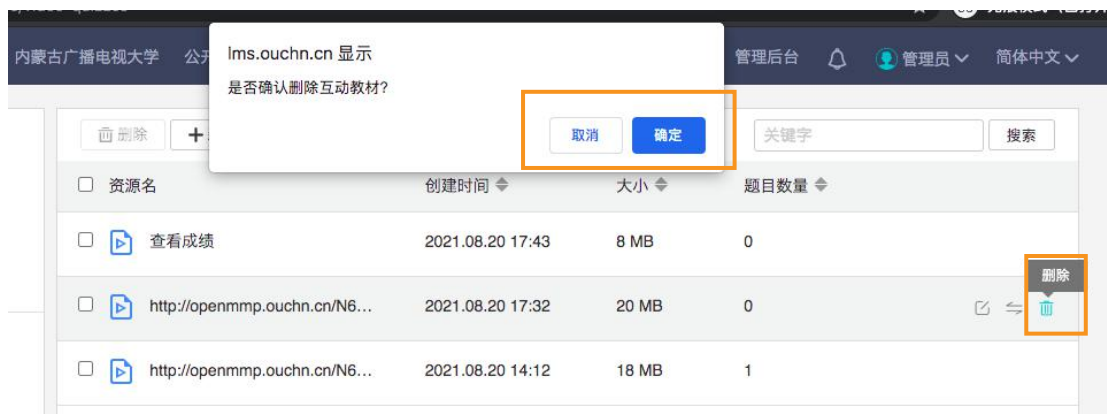 内蒙古广播电视大学
lms.ouchn.cn 显示
管理后台 管理员 简体中文
是否确认删除互动教材?
取消 确定
删除
关键字 搜索
资源名 创建时间 大小 题目数量
查看成绩 2021.08.20 17:43 8 MB 0
删除
http://openmmp.ouchn.cn/N6... 2021.08.20 17:32 20 MB 0
http://openmmp.ouchn.cn/N6... 2021.08.20 14:12 18 MB 1